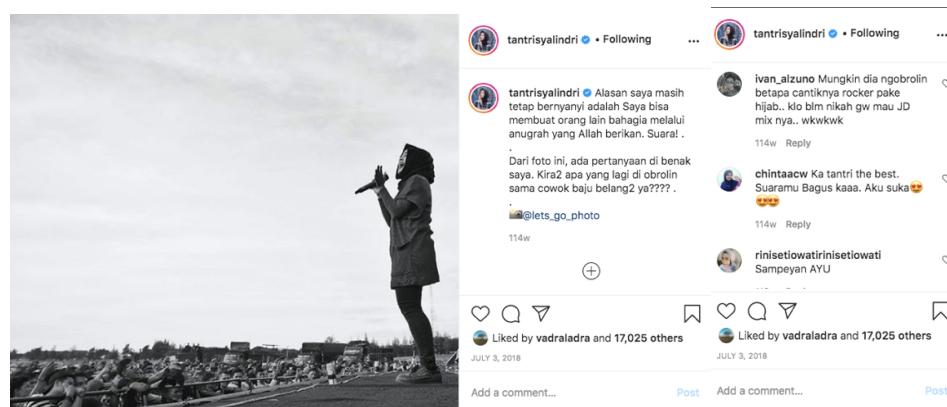 tantrisyalindri • Following
tantrisyalindri Alasan saya masih
tetap bernyanyi adalah Saya bisa
membuat orang lain bahagia melalui
anugrah yang Allah berikan. Suara! .
.
Dari foto ini, ada pertanyaan di benak
saya. Kira2 apa yang lagi di obrolin
sama cowok baju belang2 ya???? .
.
📷@lets_go_photo
114w
Liked by vadraladra and 17,025 others
JULY 3, 2018
Add a comment... Post
tantrisyalindri • Following
ivan_alzuno Mungkin dia ngobrolin
betapa cantiknya rocker pake
hijab.. klo blm nikah gw mau JD
mix nya.. wkwkwk
114w Reply
chintaacw Ka tantri the best.
Suaramu Bagus kaaa. Aku suka😍
😍😍
114w Reply
rinisetiowatirinisetiowati
Sampeyan AYU
Liked by vadraladra and 17,025 others
JULY 3, 2018
Add a comment... Post